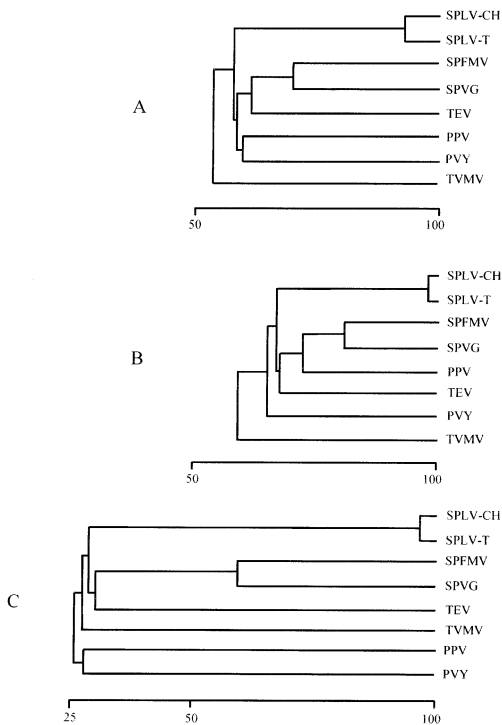 SPLV-CH
SPLV-T
SPFMV
SPVG
A
TEV
PPV
PVY
TVMV
50 100
SPLV-CH
SPLV-T
SPFMV
SPVG
B
PPV
TEV
PVY
TVMV
50 100
SPLV-CH
SPLV-T
SPFMV
SPVG
C
TEV
TVMV
PPV
PVY
25 50 100